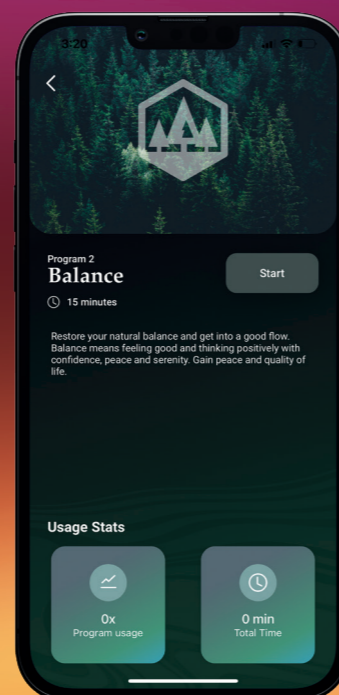 3:20
Program 2
Balance
Start
15 minutes
Restore your natural balance and get into a good flow.
Balance means feeling good and thinking positively with
confidence, peace and serenity. Gain peace and quality of
life.
Usage Stats
0x
Program usage
0 min
Total Time